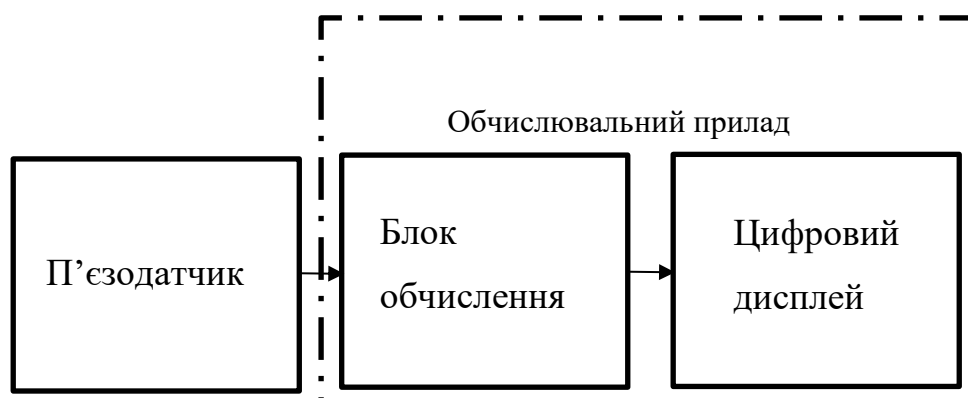 Обчислювальний прилад
П’єзодатчик
Блок
обчислення
Цифровий
дисплей